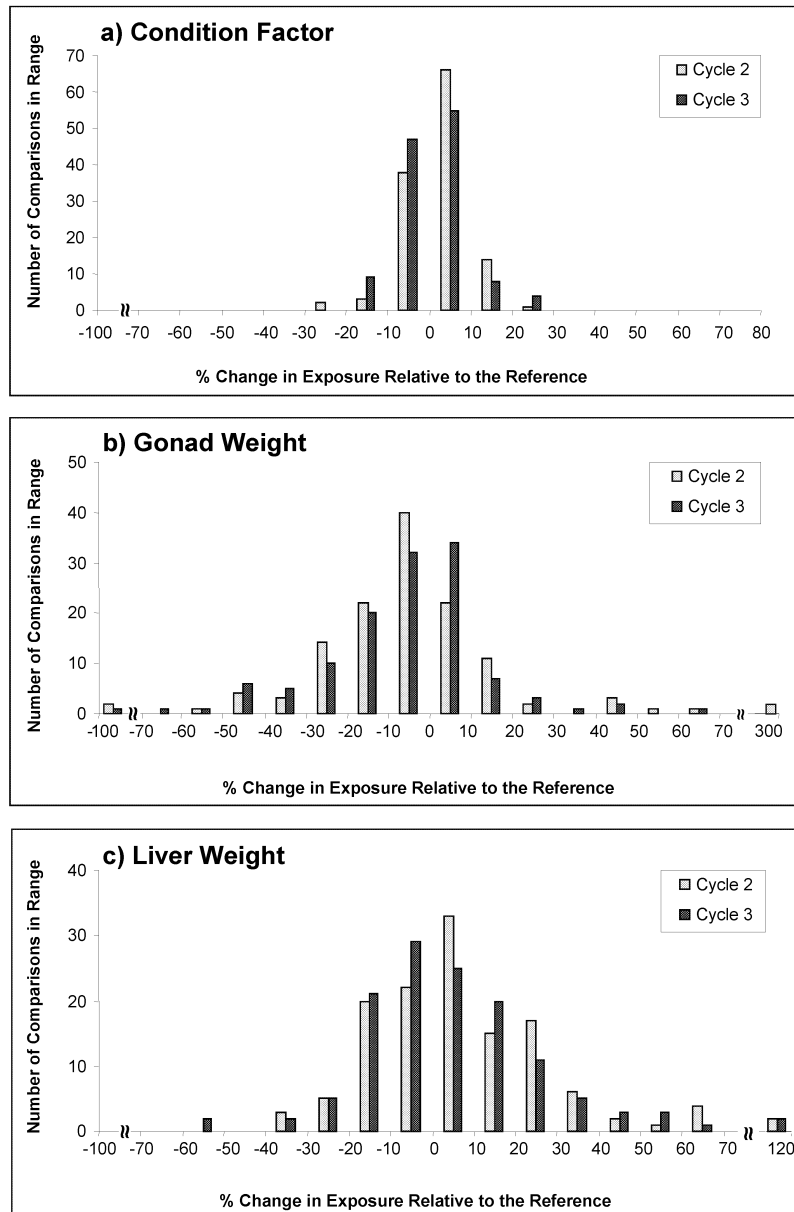 a) Condition Factor
Number of Comparisons in Range
70
60
50
40
30
20
10
0
Cycle 2
Cycle 3
-100 -70 -60 -50 -40 -30 -20 -10 0 10 20 30 40 50 60 70 80
% Change in Exposure Relative to the Reference
b) Gonad Weight
Number of Comparisons in Range
50
40
30
20
10
0
Cycle 2
Cycle 3
-100 -70 -60 -50 -40 -30 -20 -10 0 10 20 30 40 50 60 70 300
% Change in Exposure Relative to the Reference
c) Liver Weight
Number of Comparisons in Range
40
30
20
10
0
Cycle 2
Cycle 3
-100 -70 -60 -50 -40 -30 -20 -10 0 10 20 30 40 50 60 70 120
% Change in Exposure Relative to the Reference